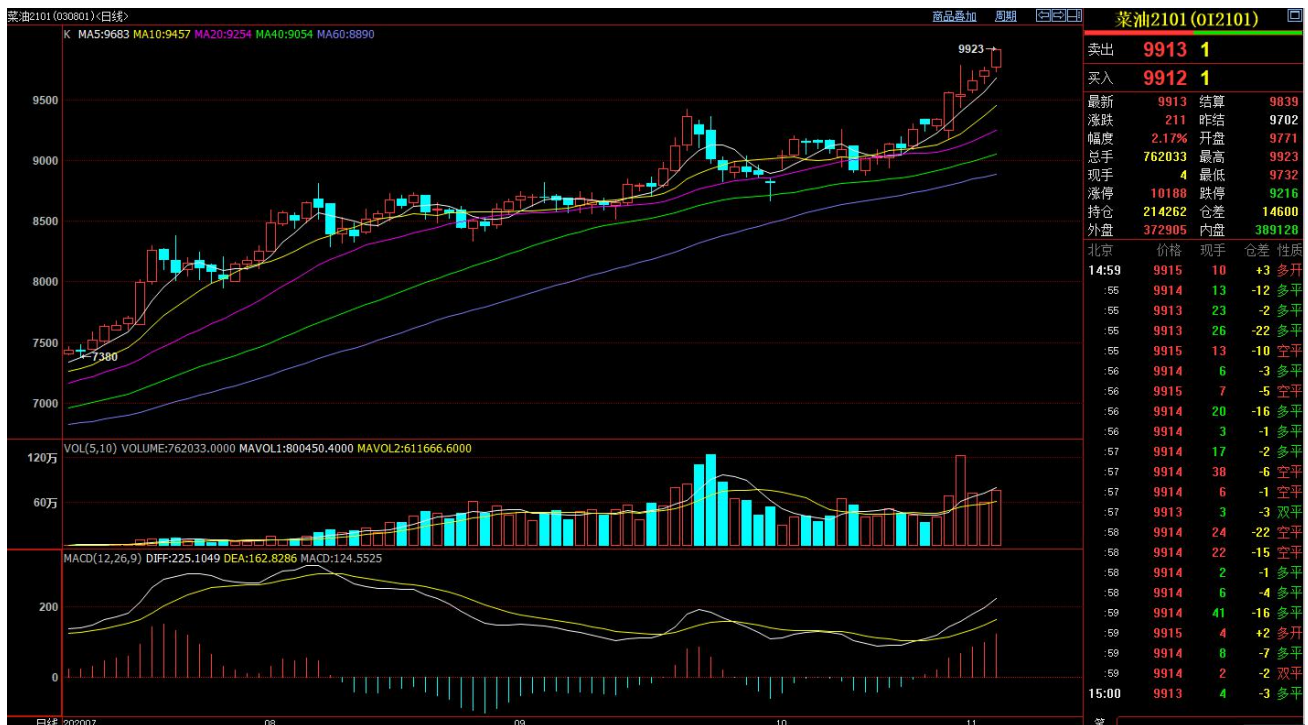 菜油2101(030801)<日线>
商品叠加 周期
K MA5:9683 MA10:9457 MA20:9254 MA40:9054 MA60:8890
9923→
9500
9000
8500
8000
7500
←7380
7000
VOL(5,10) VOLUME:762033.0000 MAVOL1:800450.4000 MAVOL2:611666.6000
120万
60万
MACD(12,26,9) DIFF:225.1049 DEA:162.8286 MACD:124.5525
200
0
日线 202007 08 09 10 11
菜油2101(OI2101)
卖出 9913 1
买入 9912 1
最新 9913 结算 9839
涨跌 211 昨结 9702
幅度 2.17% 开盘 9771
总手 762033 最高 9923
现手 4 最低 9732
涨停 10188 跌停 9216
持仓 214262 仓差 14600
外盘 372905 内盘 389128
北京 价格 现手 仓差 性质
14:59 9915 10 +3 多开
:55 9914 13 -12 多平
:55 9913 23 -2 多平
:55 9913 26 -22 多平
:55 9915 13 -10 空平
:56 9914 6 -3 多平
:56 9915 7 -5 空平
:56 9914 20 -16 多平
:56 9914 3 -1 多平
:57 9914 17 -2 多平
:57 9914 38 -6 空平
:57 9914 6 -1 空平
:57 9913 3 -3 双平
:58 9914 24 -22 空平
:58 9914 22 -15 空平
:58 9914 2 -1 多平
:58 9914 6 -4 多平
:59 9914 41 -16 多平
:59 9915 4 +2 多开
:59 9914 8 -7 多平
:59 9914 2 -2 双平
15:00 9913 4 -3 多平
笔